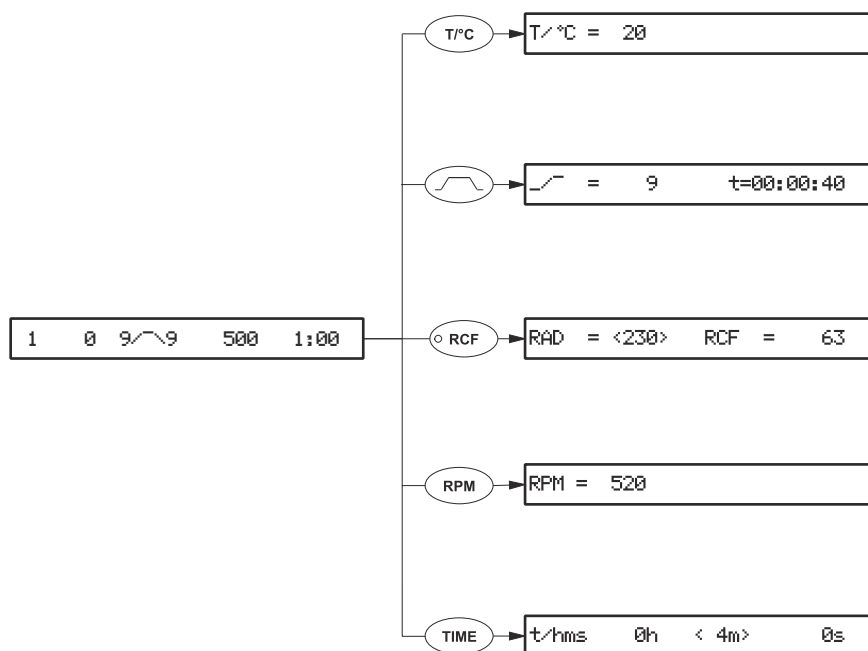 T/°C
T/°C = 20
= 9 t=00:00:40
1 0 9 9 500 1:00
RCF
RAD = <230> RCF = 63
RPM
RPM = 520
TIME
t/hms 0h < 4m> 0s